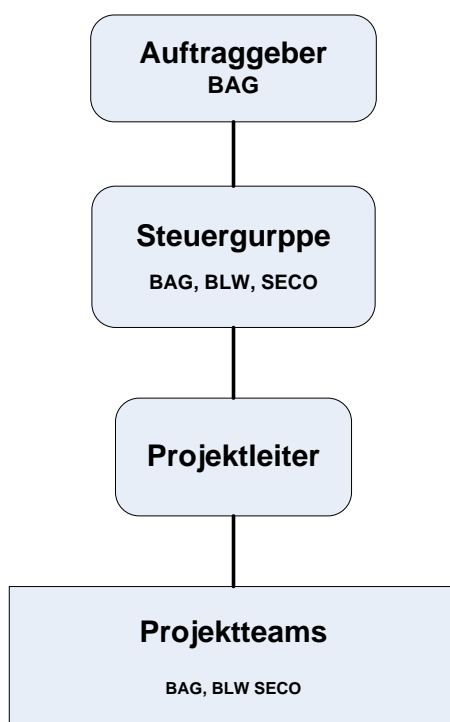 Auftraggeber
BAG
Steuergurppe
BAG, BLW, SECO
Projektleiter
Projektteams
BAG, BLW SECO